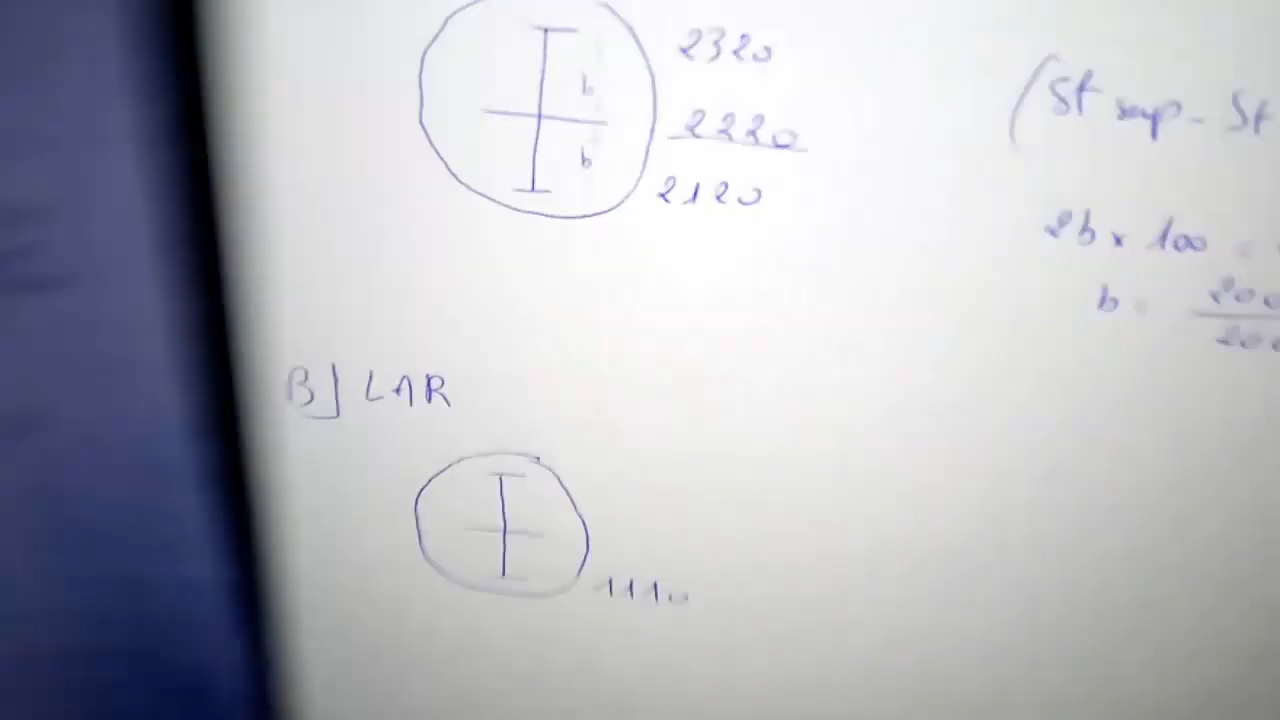 2320
b
2220
b
2120
(St sup - St
2b x 100 =
b =
B] LAR
1110